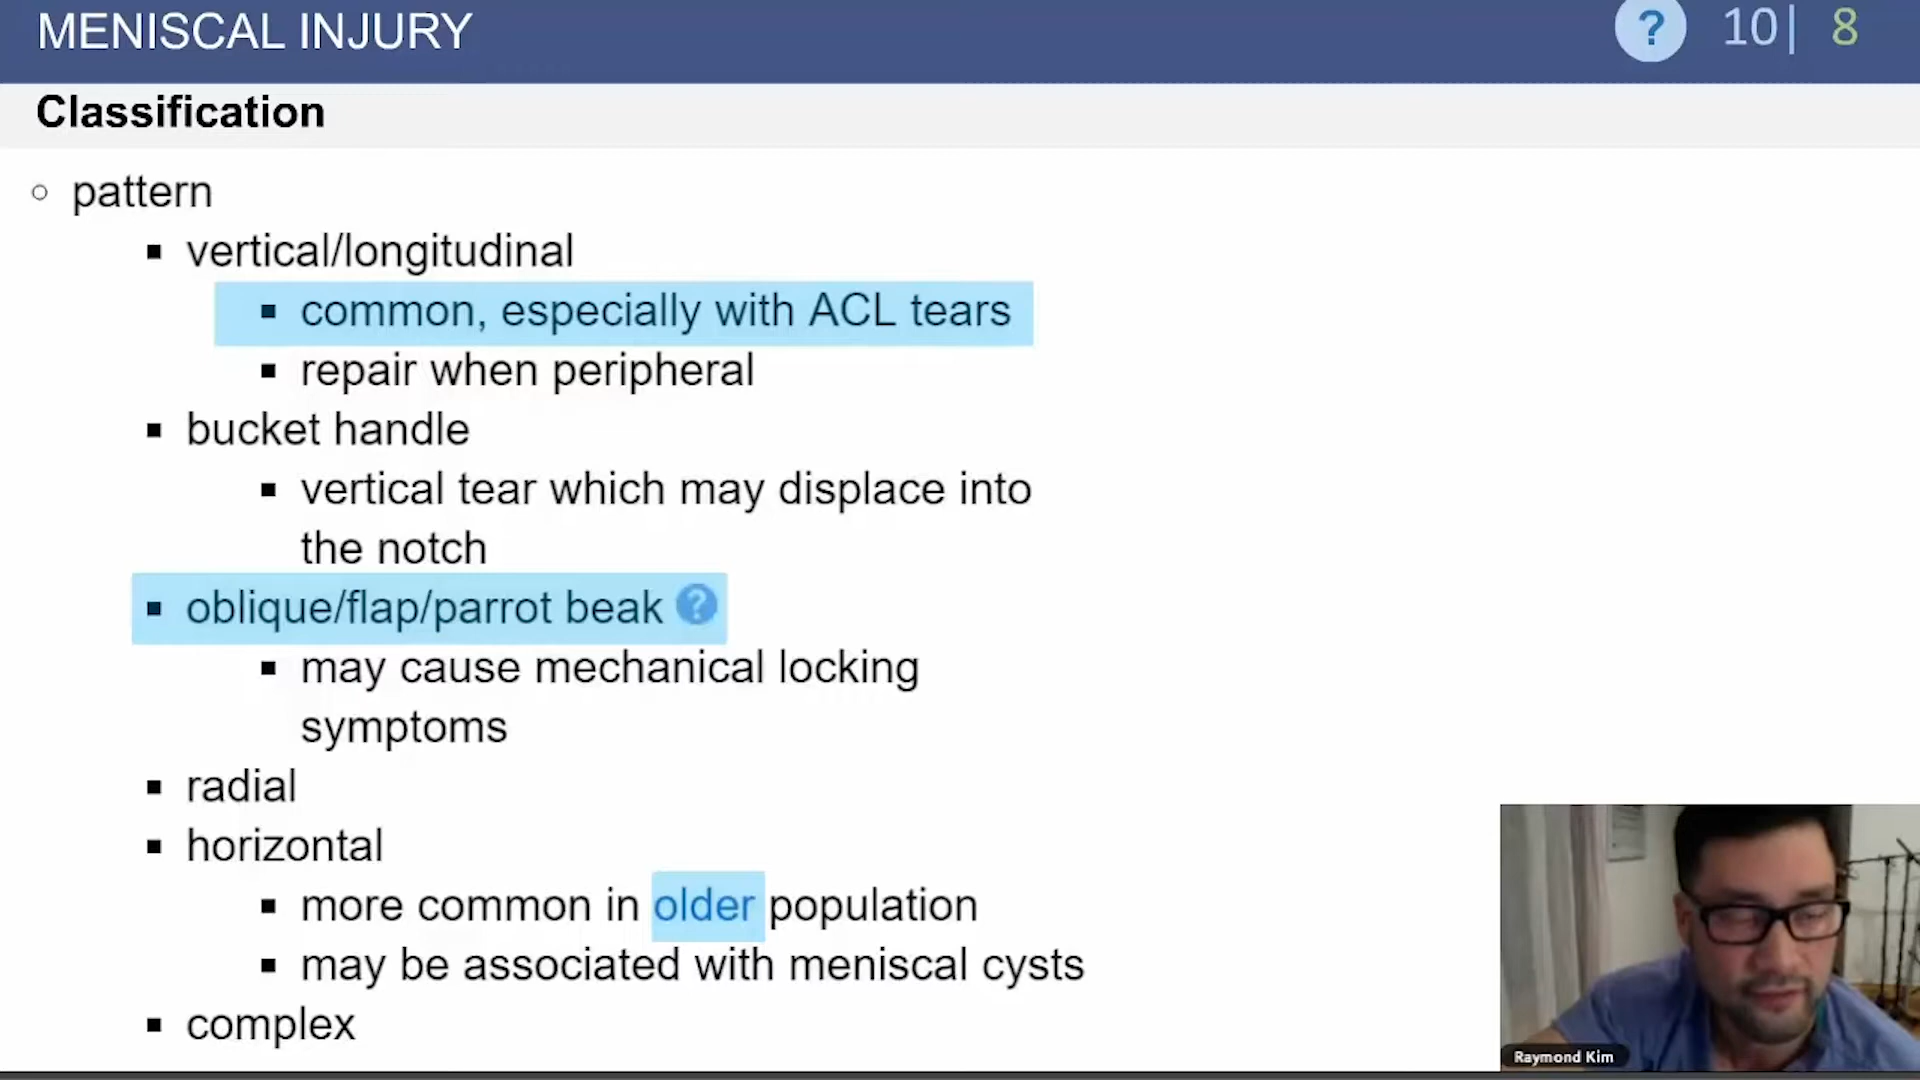 MENISCAL INJURY
? 10| 8
Classification
pattern
vertical/longitudinal
common, especially with ACL tears
repair when peripheral
bucket handle
vertical tear which may displace into
the notch
oblique/flap/parrot beak ?
may cause mechanical locking
symptoms
radial
horizontal
more common in older population
may be associated with meniscal cysts
complex
Raymond Kim